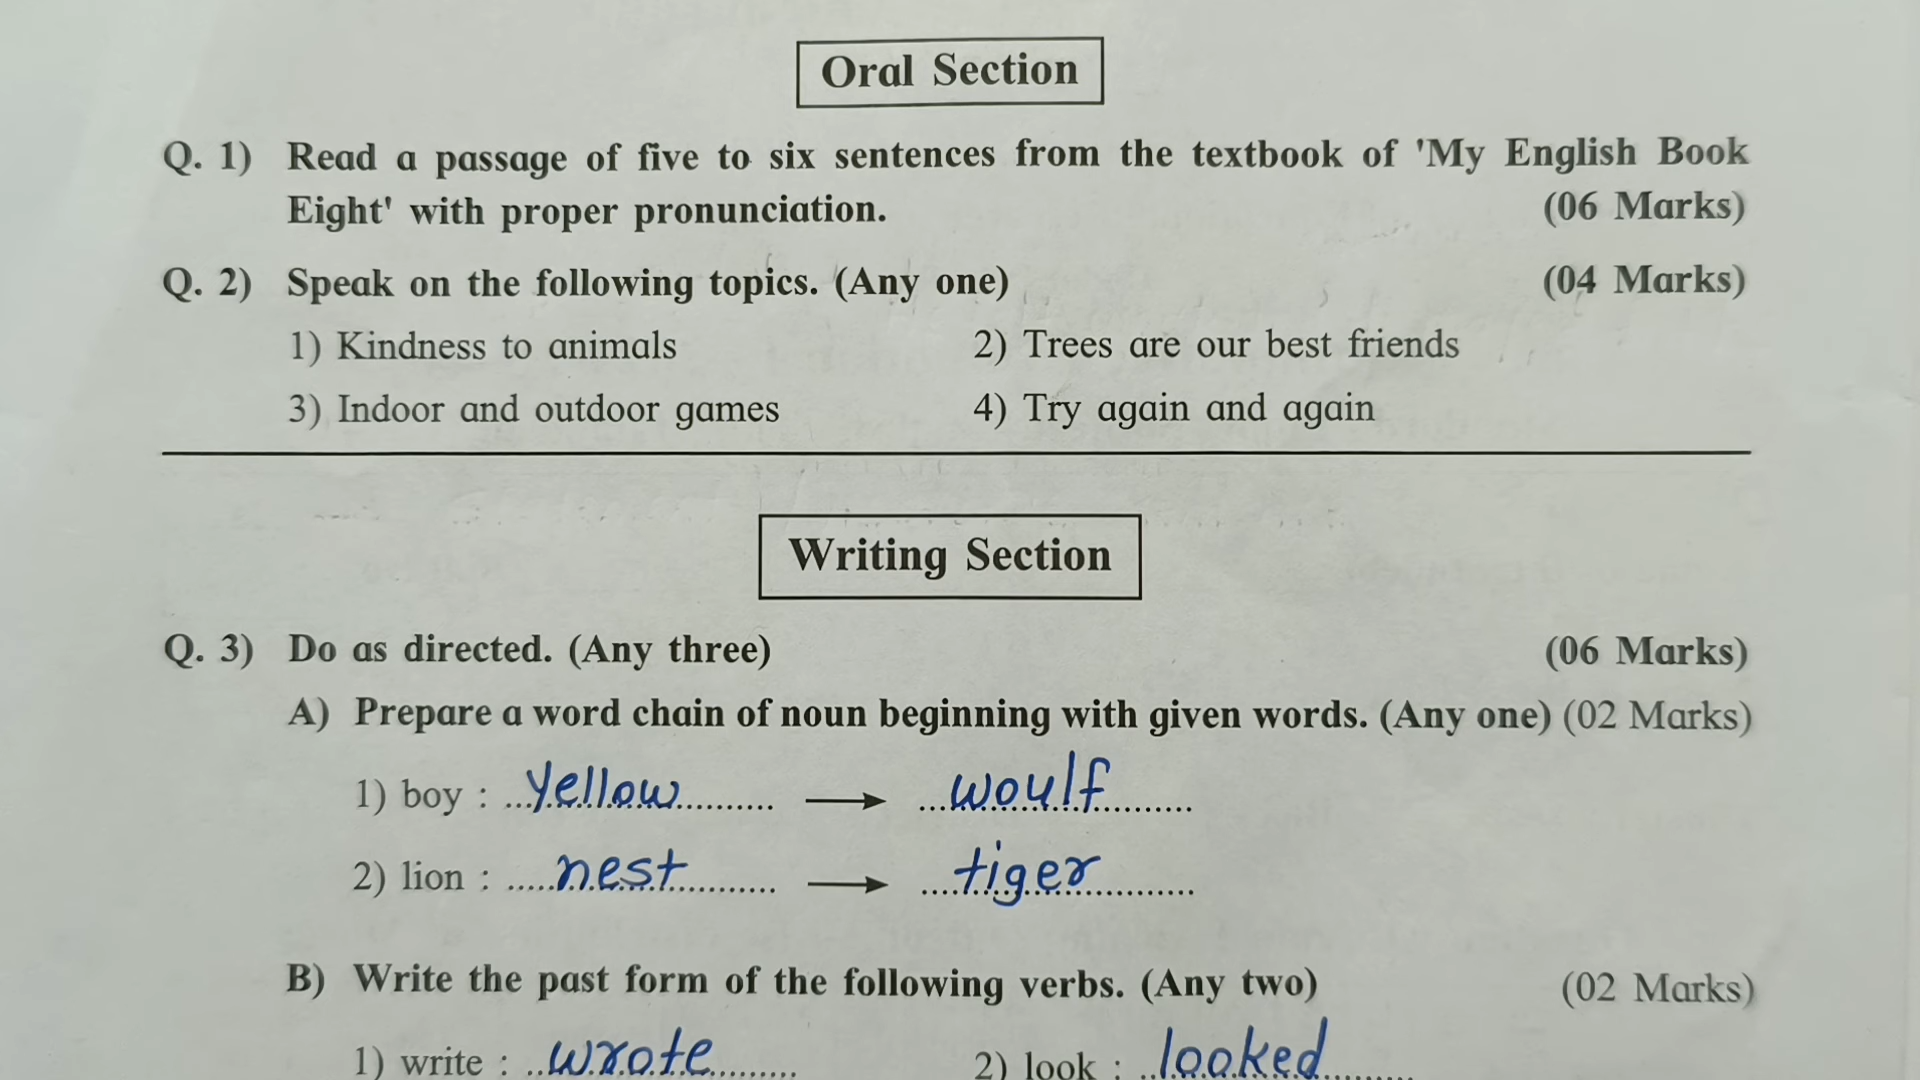 Oral Section
Q. 1) Read a passage of five to six sentences from the textbook of 'My English Book
Eight' with proper pronunciation. (06 Marks)
Q. 2) Speak on the following topics. (Any one) (04 Marks)
1) Kindness to animals 2) Trees are our best friends
3) Indoor and outdoor games 4) Try again and again
Writing Section
Q. 3) Do as directed. (Any three) (06 Marks)
A) Prepare a word chain of noun beginning with given words. (Any one) (02 Marks)
1) boy : ...yellow.......... → ...woulf........
2) lion : .....nest......... → ....tiger..........
B) Write the past form of the following verbs. (Any two) (02 Marks)
1) write : ..wrote......... 2) look : ..looked.........